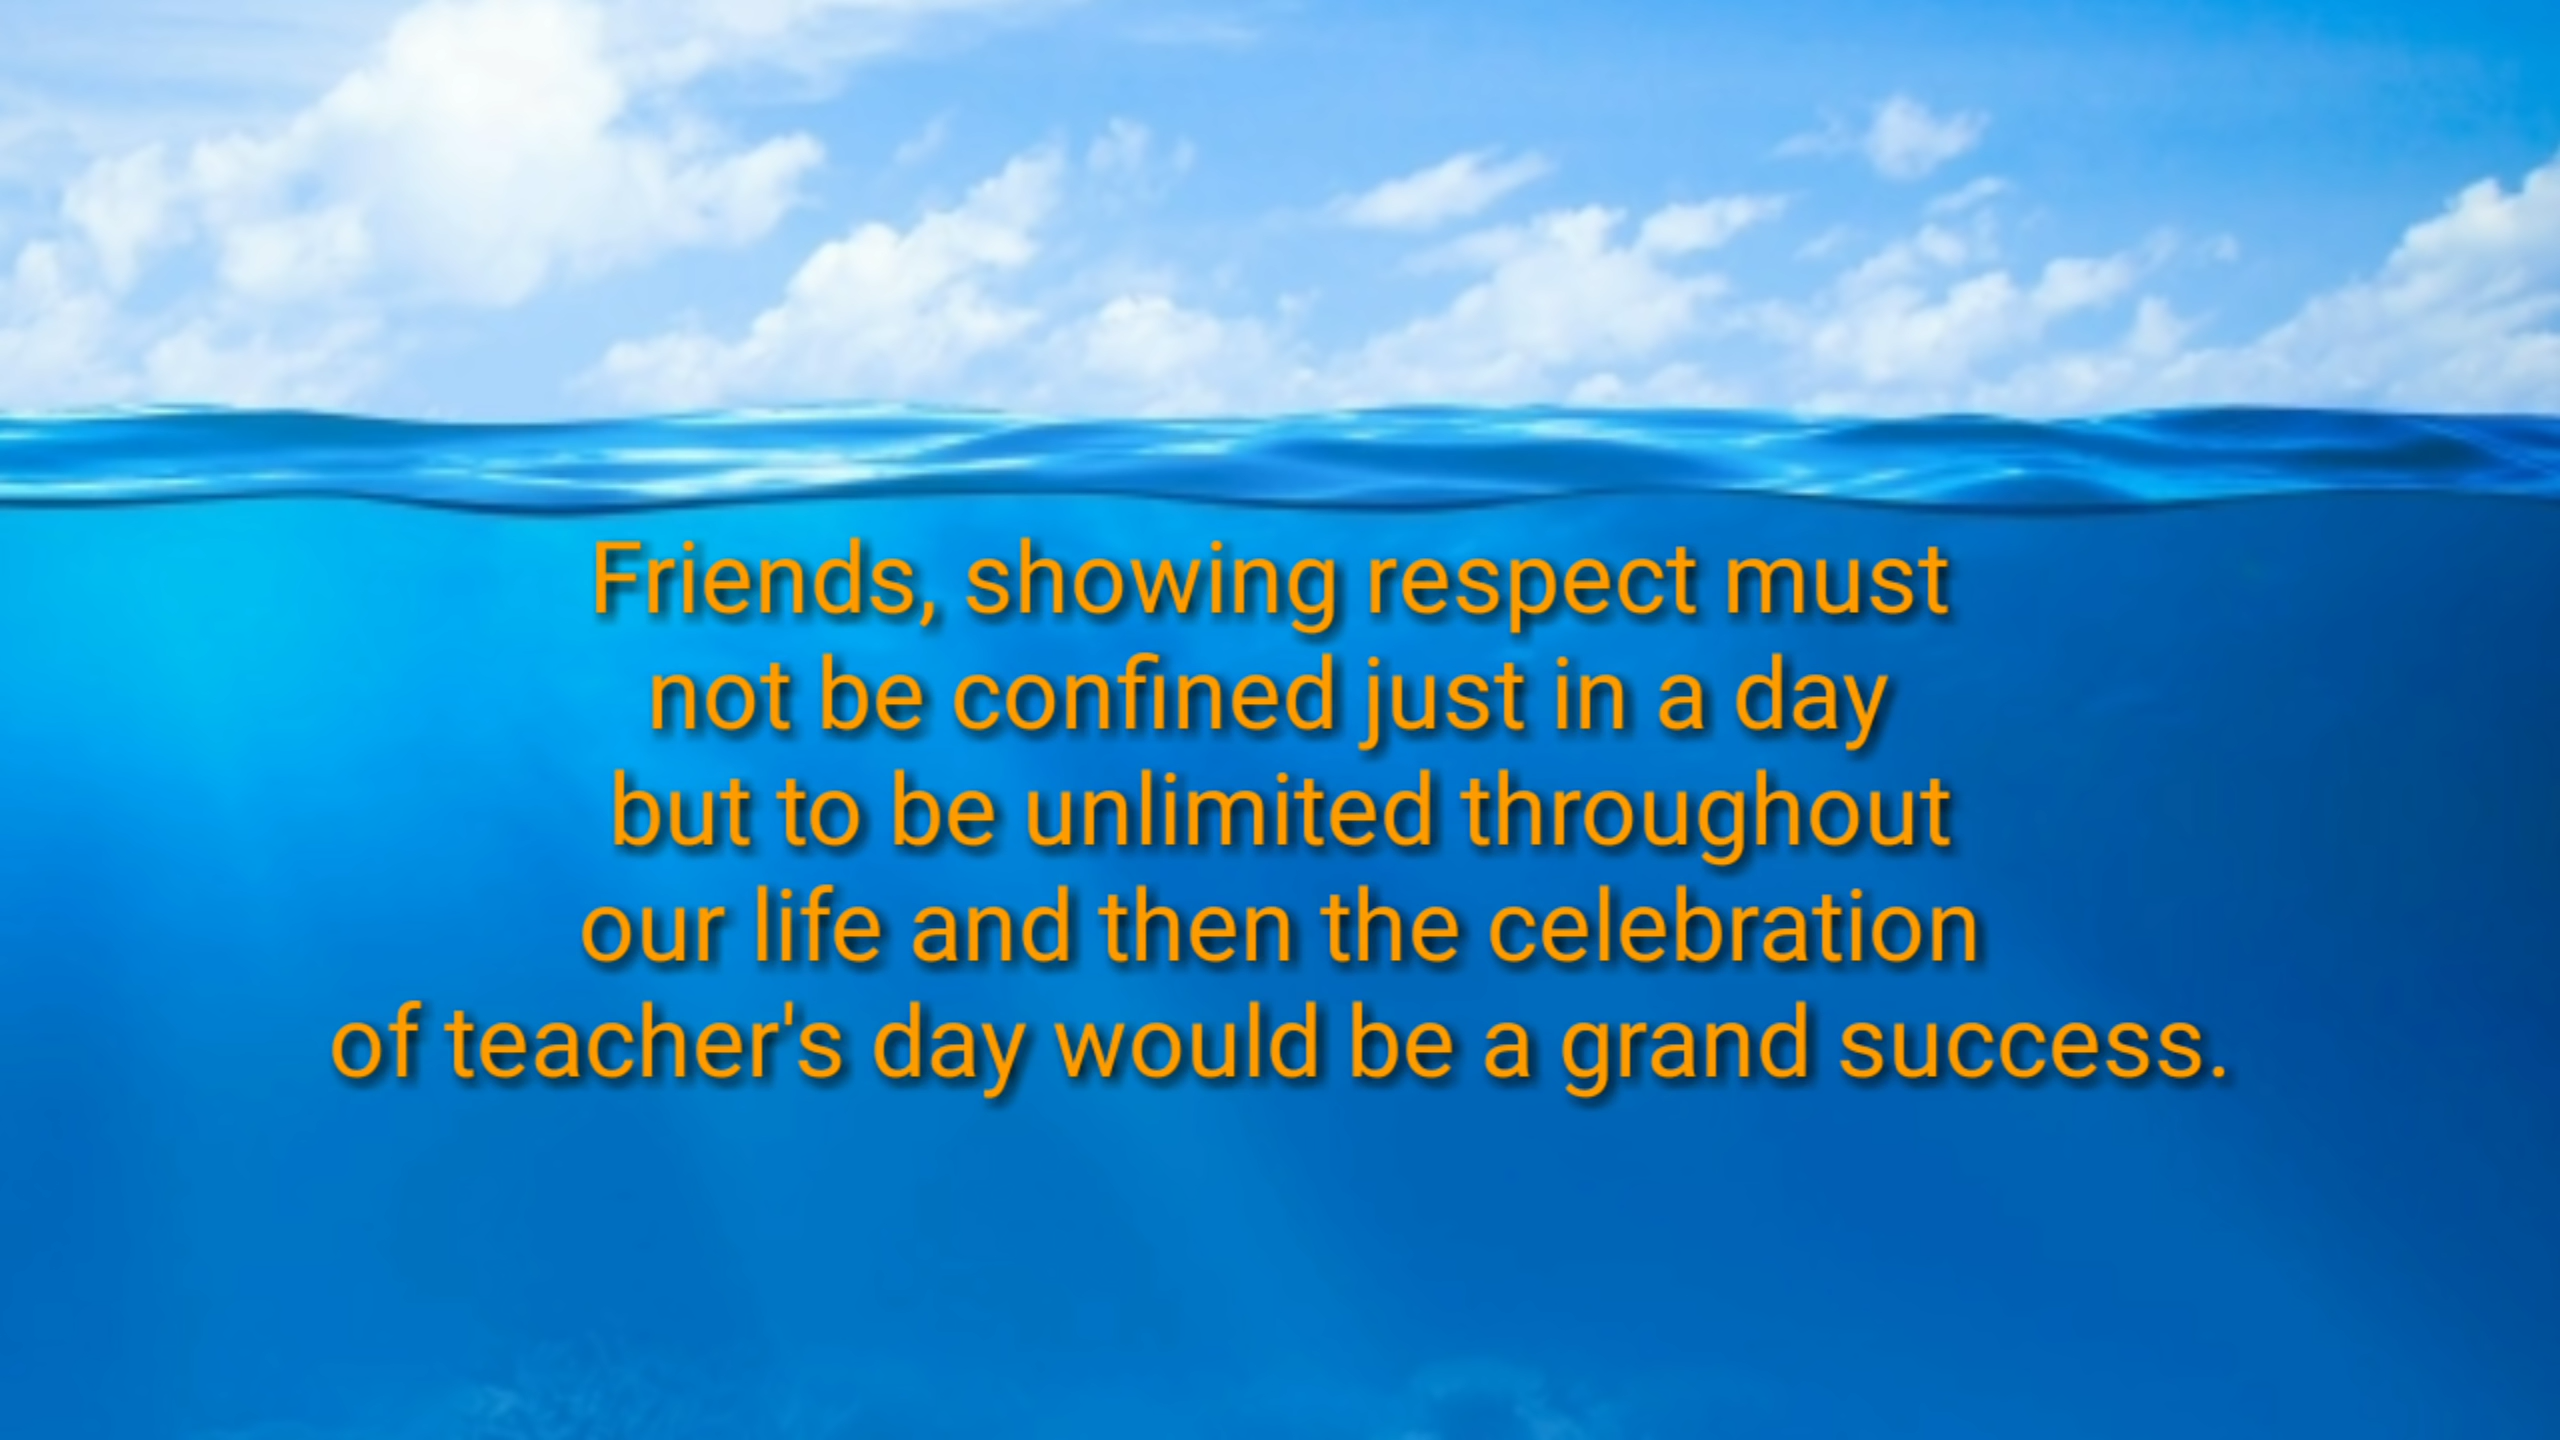 Friends, showing respect must
not be confined just in a day
but to be unlimited throughout
our life and then the celebration
of teacher's day would be a grand success.